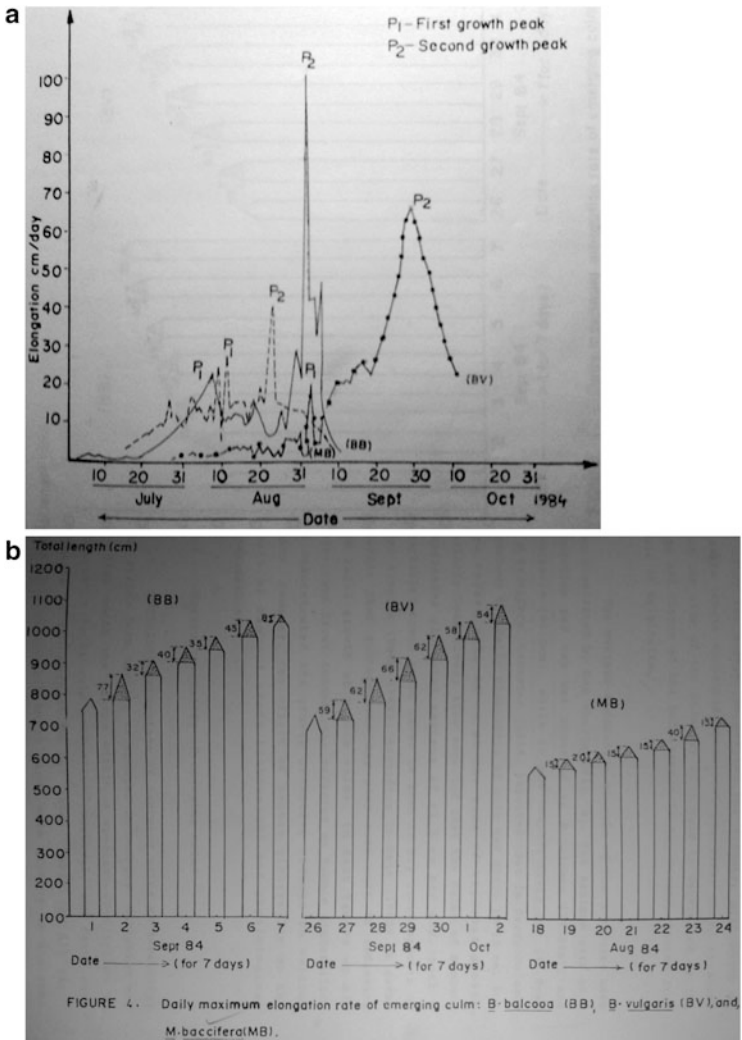 a
P1-First growth peak
P2-Second growth peak
Elongation cm/day
100
90
80
70
60
50
40
30
20
10
P1
P1
P2
P2
P1
P2
(MB)
(BB)
(BV)
10 20 31 10 20 31 10 20 30 10 20 31
July Aug Sept Oct 1984
Date
b
Total length (cm)
1200
1100
1000
900
800
700
600
500
400
300
200
100
(BB)
77 32 40 35 45
(BV)
59 62 66 62 58 54
(MB)
15 20 15 15 40 15
1 2 3 4 5 6 7
Sept 84
Date (for 7 days)
26 27 28 29 30 1 2
Sept 84 Oct
Date (for 7 days)
18 19 20 21 22 23 24
Aug 84
Date (for 7 days)
FIGURE 4. Daily maximum elongation rate of emerging culm: B·balcooa (BB), B·vulgaris (BV), and,
M·baccifera(MB).